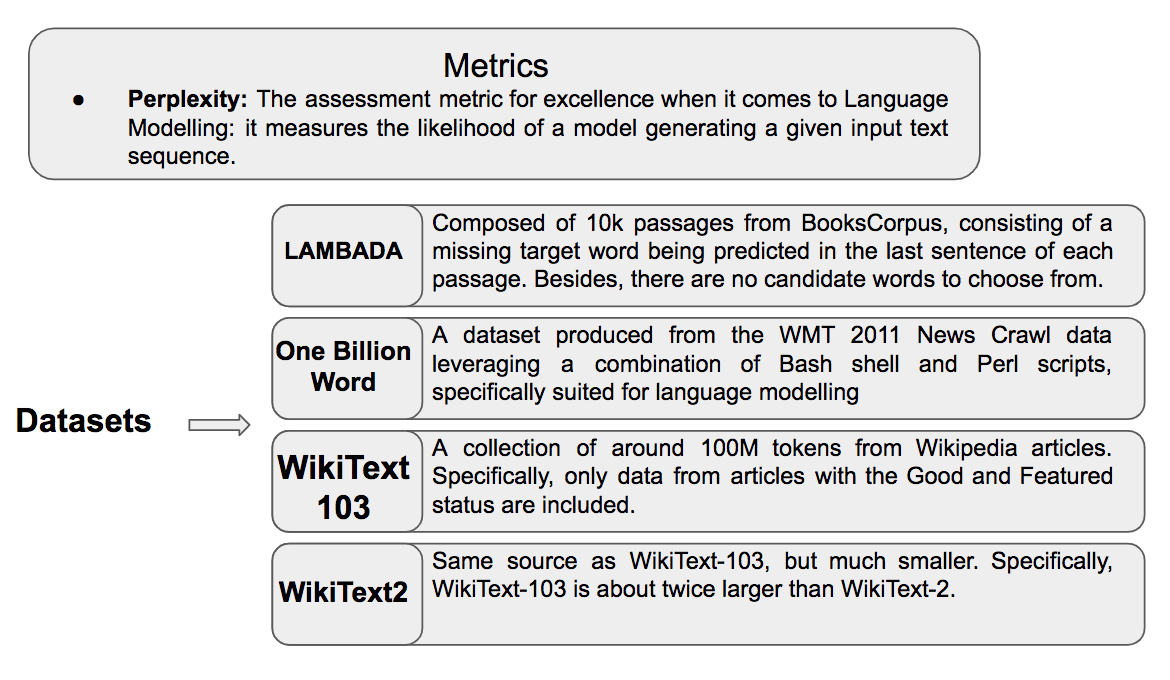 Metrics
● Perplexity: The assessment metric for excellence when it comes to Language
Modelling: it measures the likelihood of a model generating a given input text
sequence.
Datasets
LAMBADA
Composed of 10k passages from BooksCorpus, consisting of a
missing target word being predicted in the last sentence of each
passage. Besides, there are no candidate words to choose from.
One Billion
Word
A dataset produced from the WMT 2011 News Crawl data
leveraging a combination of Bash shell and Perl scripts,
specifically suited for language modelling
WikiText
103
A collection of around 100M tokens from Wikipedia articles.
Specifically, only data from articles with the Good and Featured
status are included.
WikiText2
Same source as WikiText-103, but much smaller. Specifically,
WikiText-103 is about twice larger than WikiText-2.